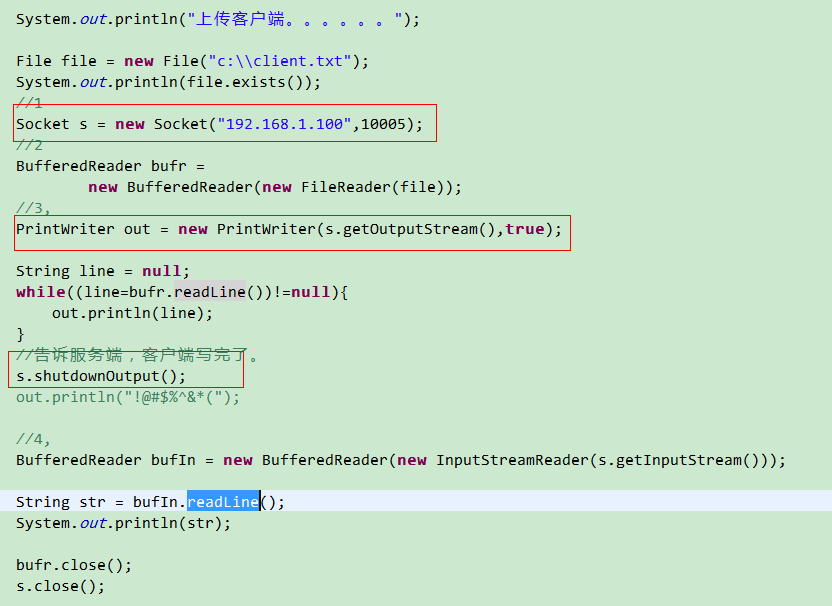 System.out.println("上传客户端。。。。。。");
File file = new File("c:\\client.txt");
System.out.println(file.exists());
//1
Socket s = new Socket("192.168.1.100",10005);
//2
BufferedReader bufr =
new BufferedReader(new FileReader(file));
//3,
PrintWriter out = new PrintWriter(s.getOutputStream(),true);
String line = null;
while((line=bufr.readLine())!=null){
out.println(line);
}
//告诉服务端，客户端写完了。
s.shutdownOutput();
out.println("!@#$%^&*(");
//4,
BufferedReader bufIn = new BufferedReader(new InputStreamReader(s.getInputStream()));
String str = bufIn.readLine();
System.out.println(str);
bufr.close();
s.close();